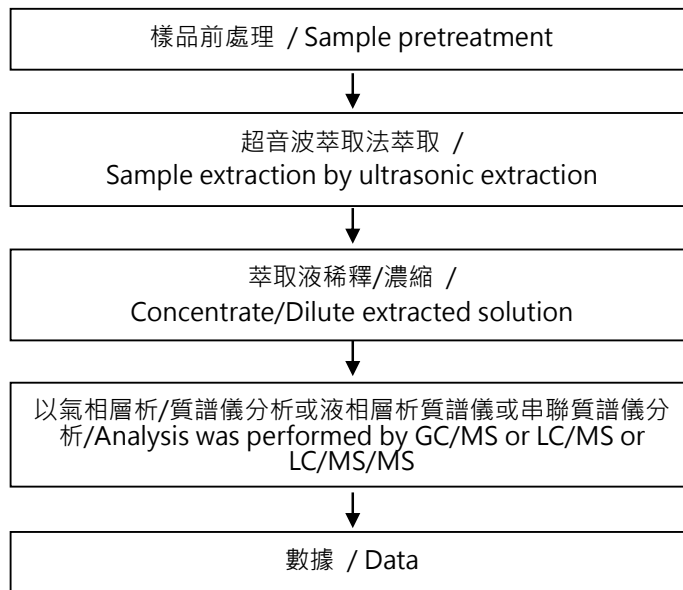 樣品前處理 / Sample pretreatment
超音波萃取法萃取 /
Sample extraction by ultrasonic extraction
萃取液稀釋/濃縮 /
Concentrate/Dilute extracted solution
以氣相層析/質譜儀分析或液相層析質譜儀或串聯質譜儀分
析/Analysis was performed by GC/MS or LC/MS or
LC/MS/MS
數據 / Data